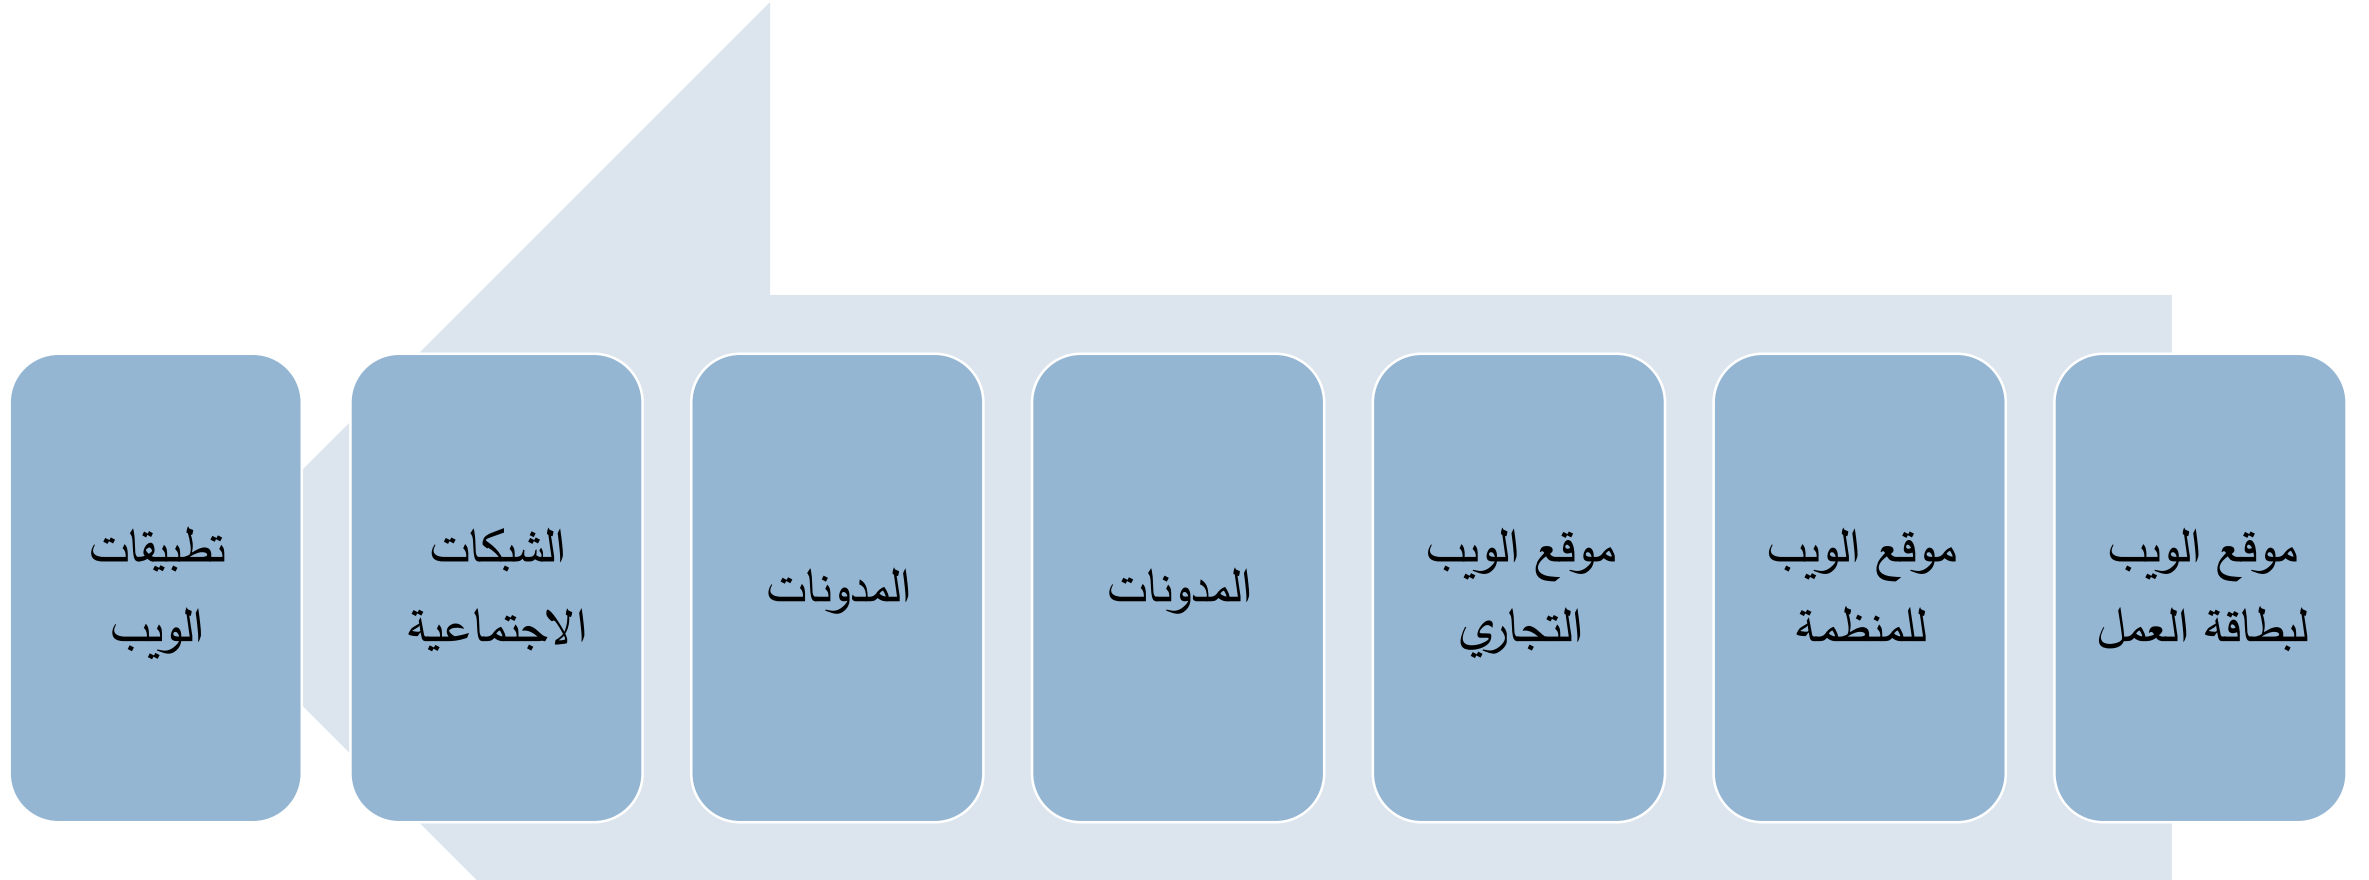 موقع الويب
لبطاقة العمل
موقع الويب
للمنظمة
موقع الويب
التجاري
المدونات
المدونات
الشبكات
الاجتماعية
تطبيقات
الويب